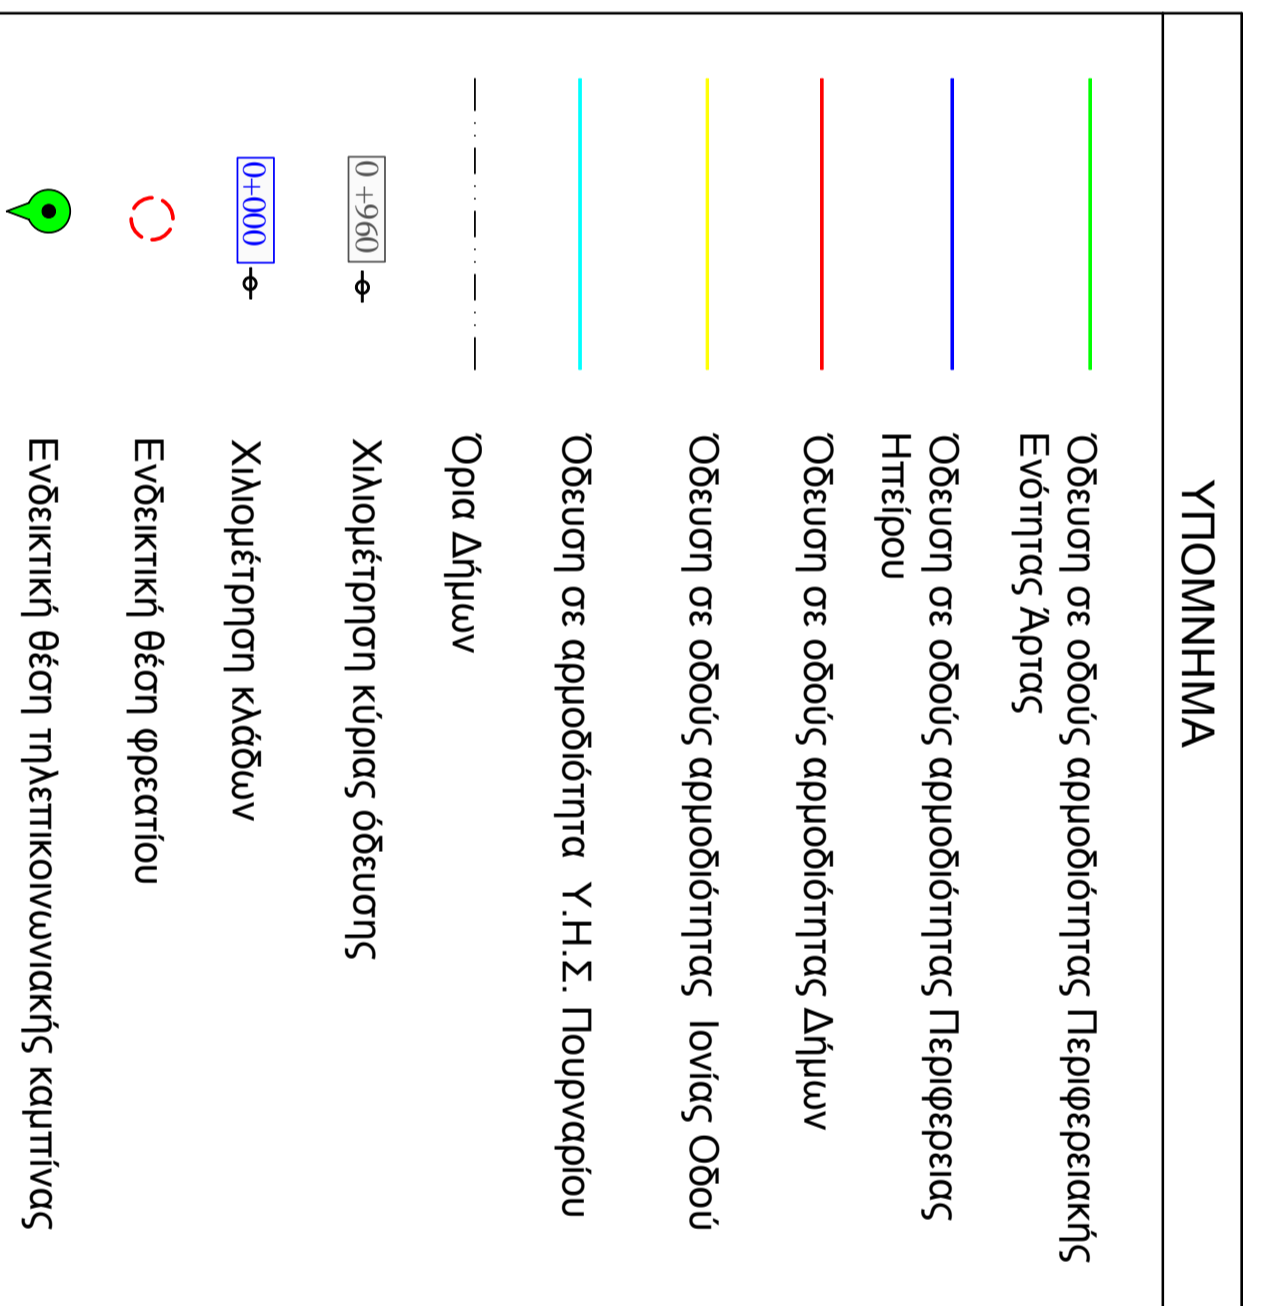 ΥΠΟΜΝΗΜΑ
Όδευση σε οδούς αρμοδιότητας Περιφερειακής
Ενότητας Άρτας
Όδευση σε οδούς αρμοδιότητας Περιφερειας
Ηπείρου
Όδευση σε οδούς αρμοδιότητας Δήμων
Όδευση σε οδούς αρμοδιότητας Ιονίας Οδού
Όδευση σε αρμοδιότητα Υ.Η.Σ. Πουρναρίου
Όρια Δήμων
0+960 Χιλιομέτρηση κύριας όδευσης
0+000 Χιλιομέτρηση κλάδων
Ενδεικτική θέση φρεατίου
Ενδεικτική θέση τηλεπικοινωνιακής καμπίνας